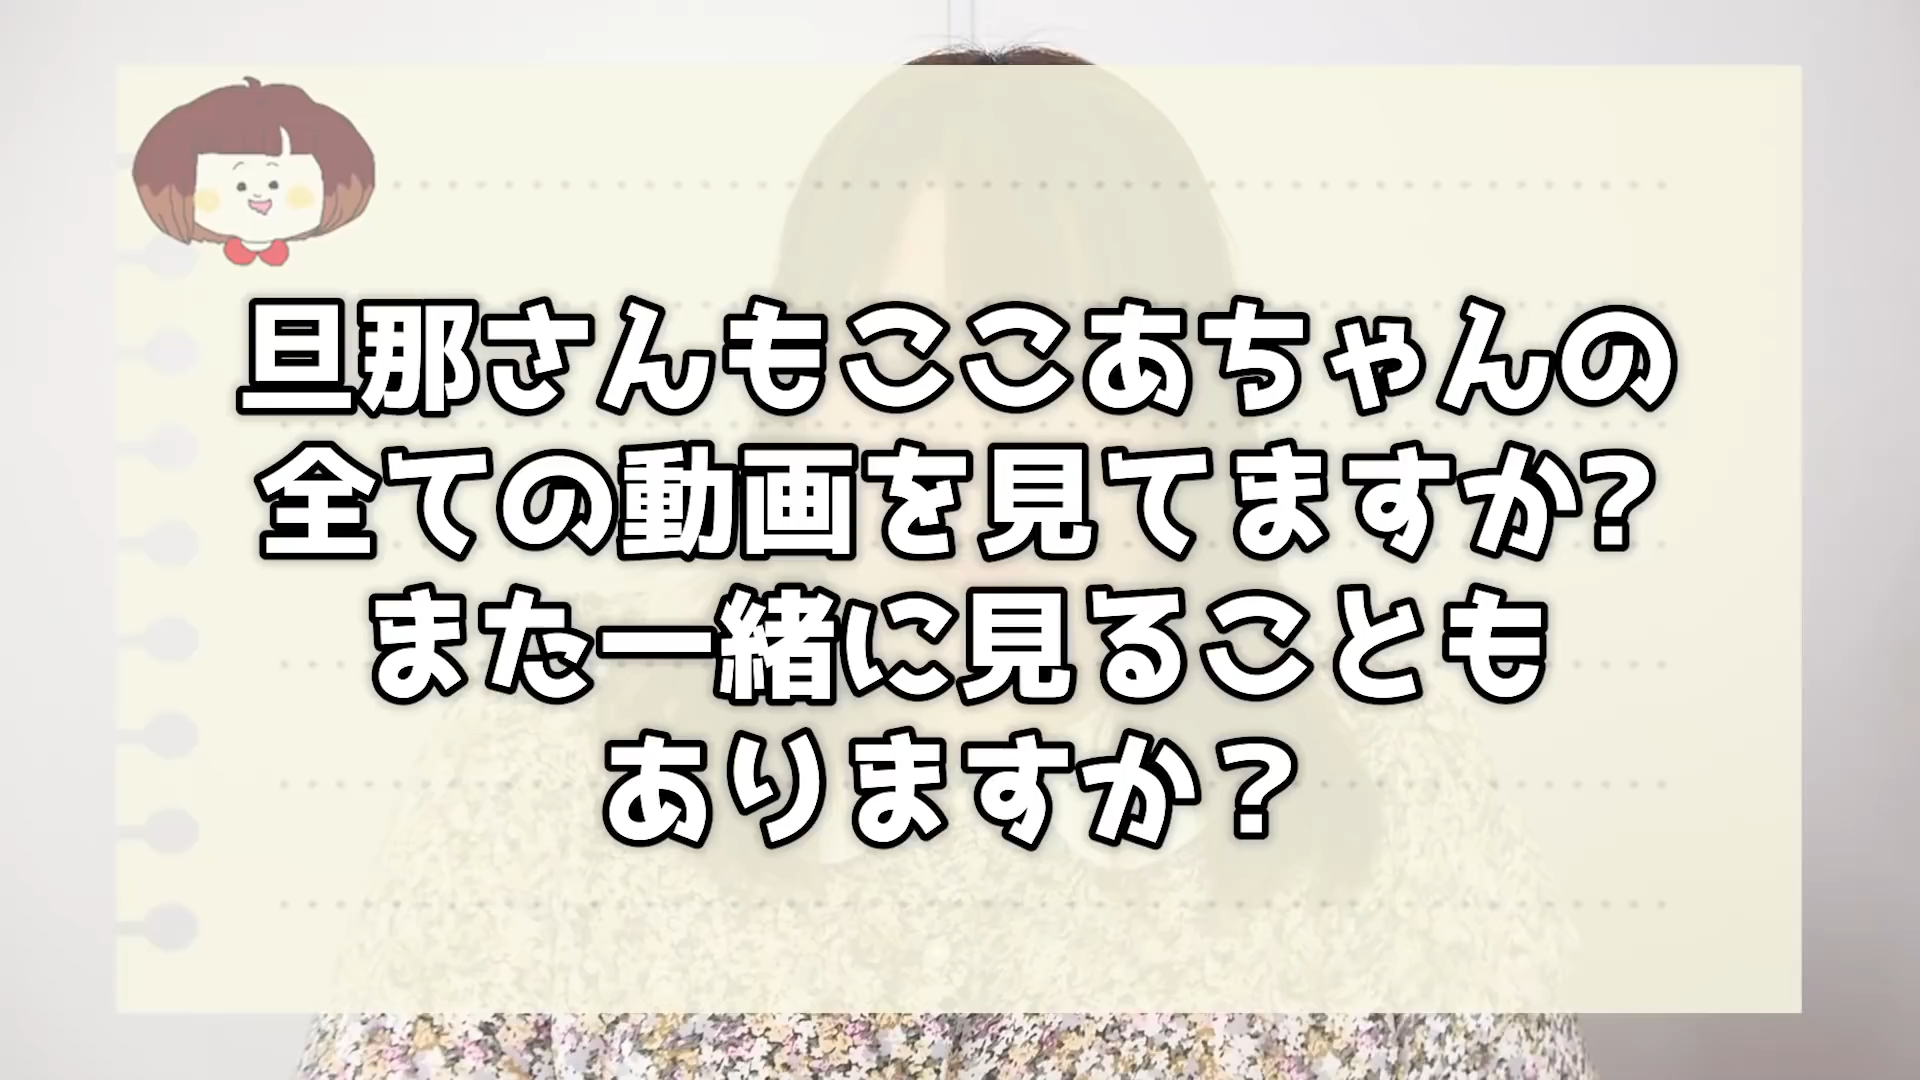 旦那さんもここあちゃんの
全ての動画を見てますか?
また一緒に見ることも
ありますか？